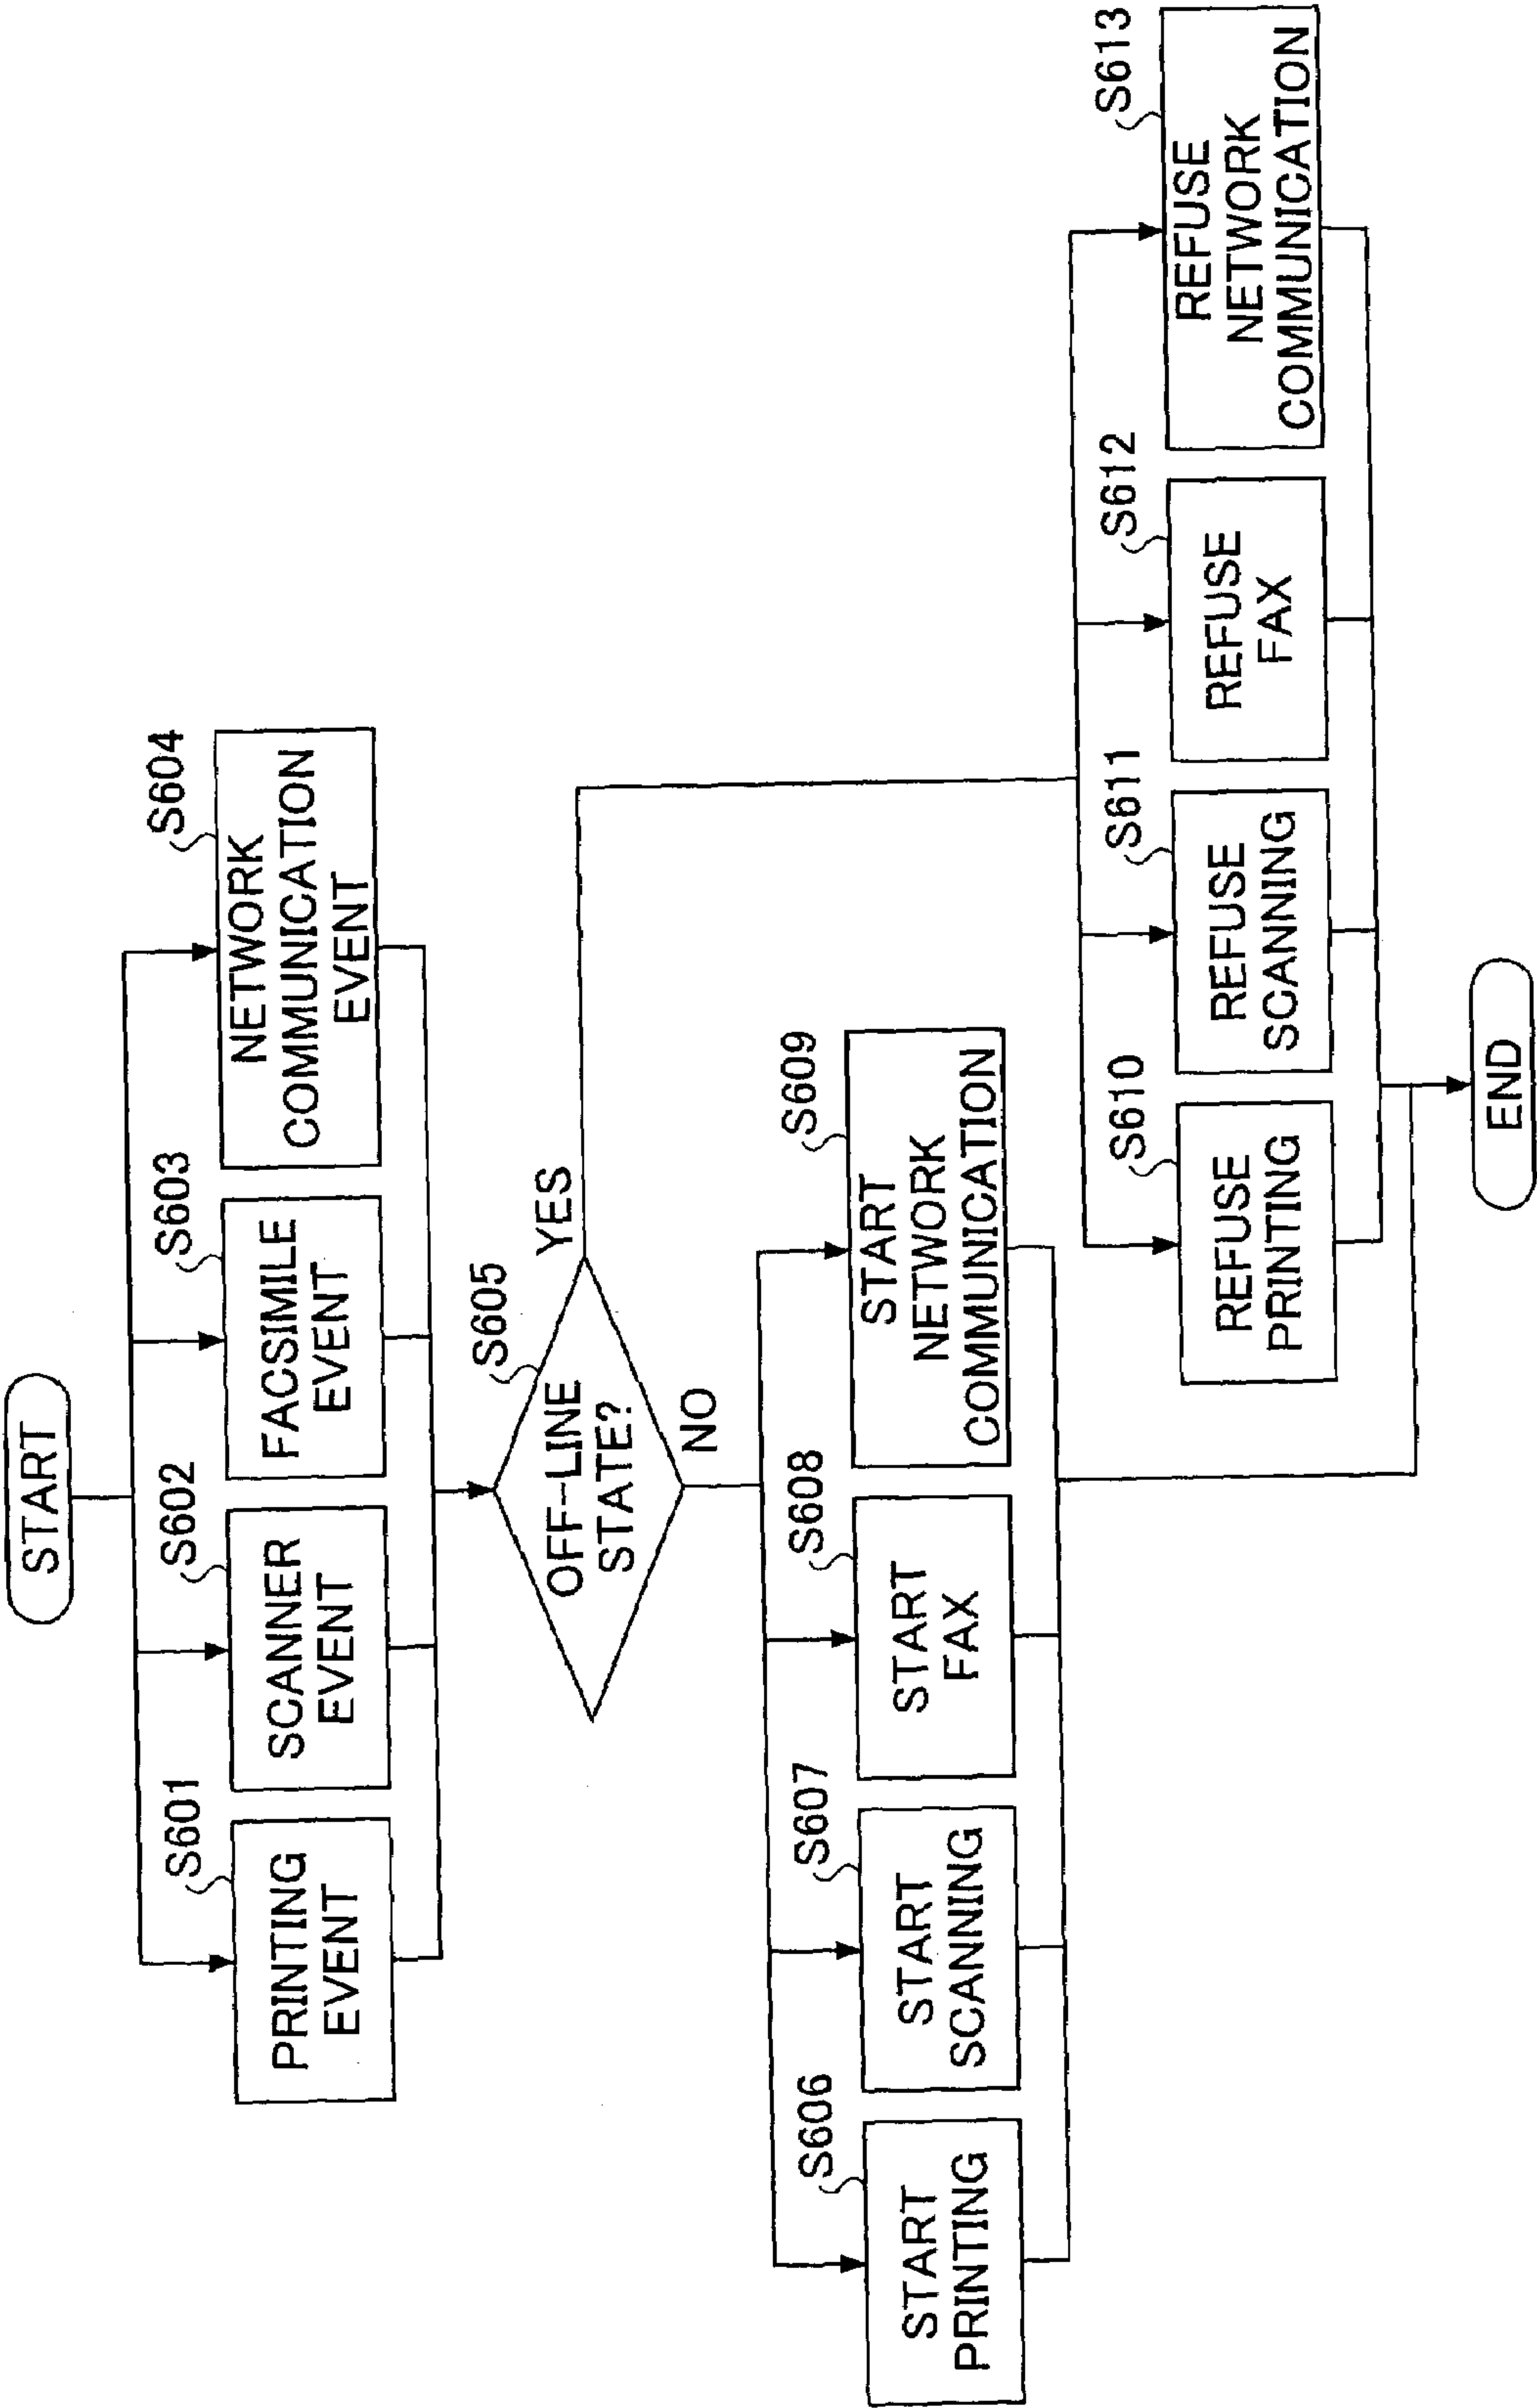 START
S601
PRINTING
EVENT
S602
SCANNER
EVENT
S603
FACSIMILE
EVENT
S604
NETWORK
COMMUNICATION
EVENT
S605
OFF-LINE
STATE?
YES
NO
S606
START
PRINTING
S607
START
SCANNING
S608
START
FAX
S609
START
NETWORK
COMMUNICATION
S610
REFUSE
PRINTING
S611
REFUSE
SCANNING
S612
REFUSE
FAX
S613
REFUSE
NETWORK
COMMUNICATION
END